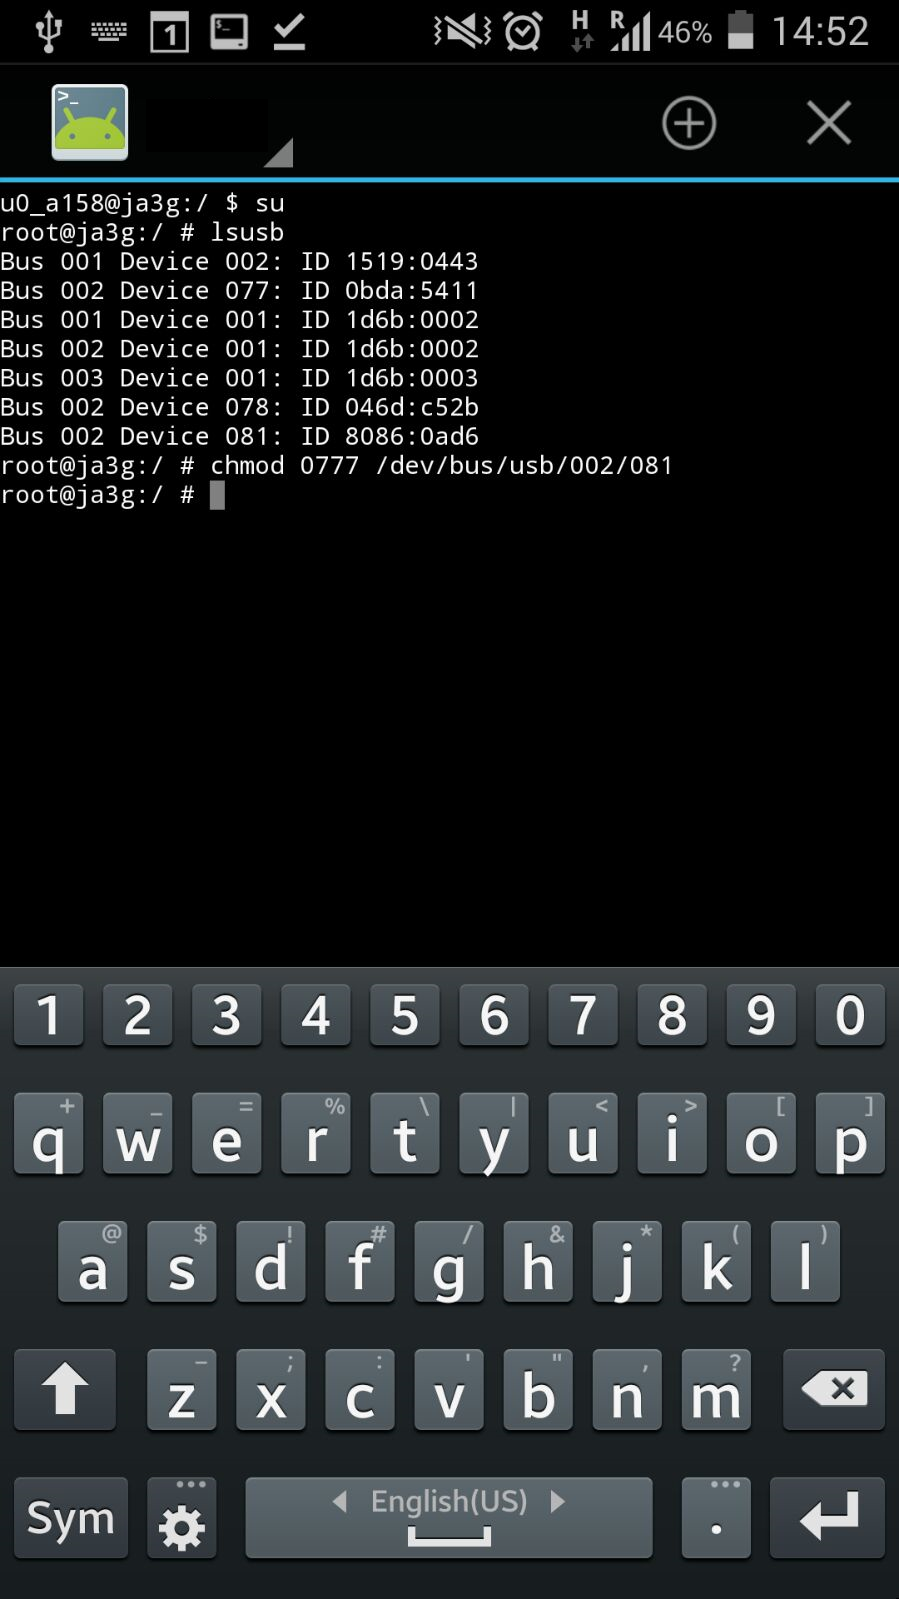 1
46%
14:52
H
R
>_
u0_a158@ja3g:/ $ su
root@ja3g:/ # lsusb
Bus 001 Device 002: ID 1519:0443
Bus 002 Device 077: ID 0bda:5411
Bus 001 Device 001: ID 1d6b:0002
Bus 002 Device 001: ID 1d6b:0002
Bus 003 Device 001: ID 1d6b:0003
Bus 002 Device 078: ID 046d:c52b
Bus 002 Device 081: ID 8086:0ad6
root@ja3g:/ # chmod 0777 /dev/bus/usb/002/081
root@ja3g:/ #
1 2 3 4 5 6 7 8 9 0
+ _ = % \ | < > [ ]
q w e r t y u i o p
@ $ ! # / & * ( )
a s d f g h j k l
- ; : ' " , ?
z x c v b n m
Sym English(US) .